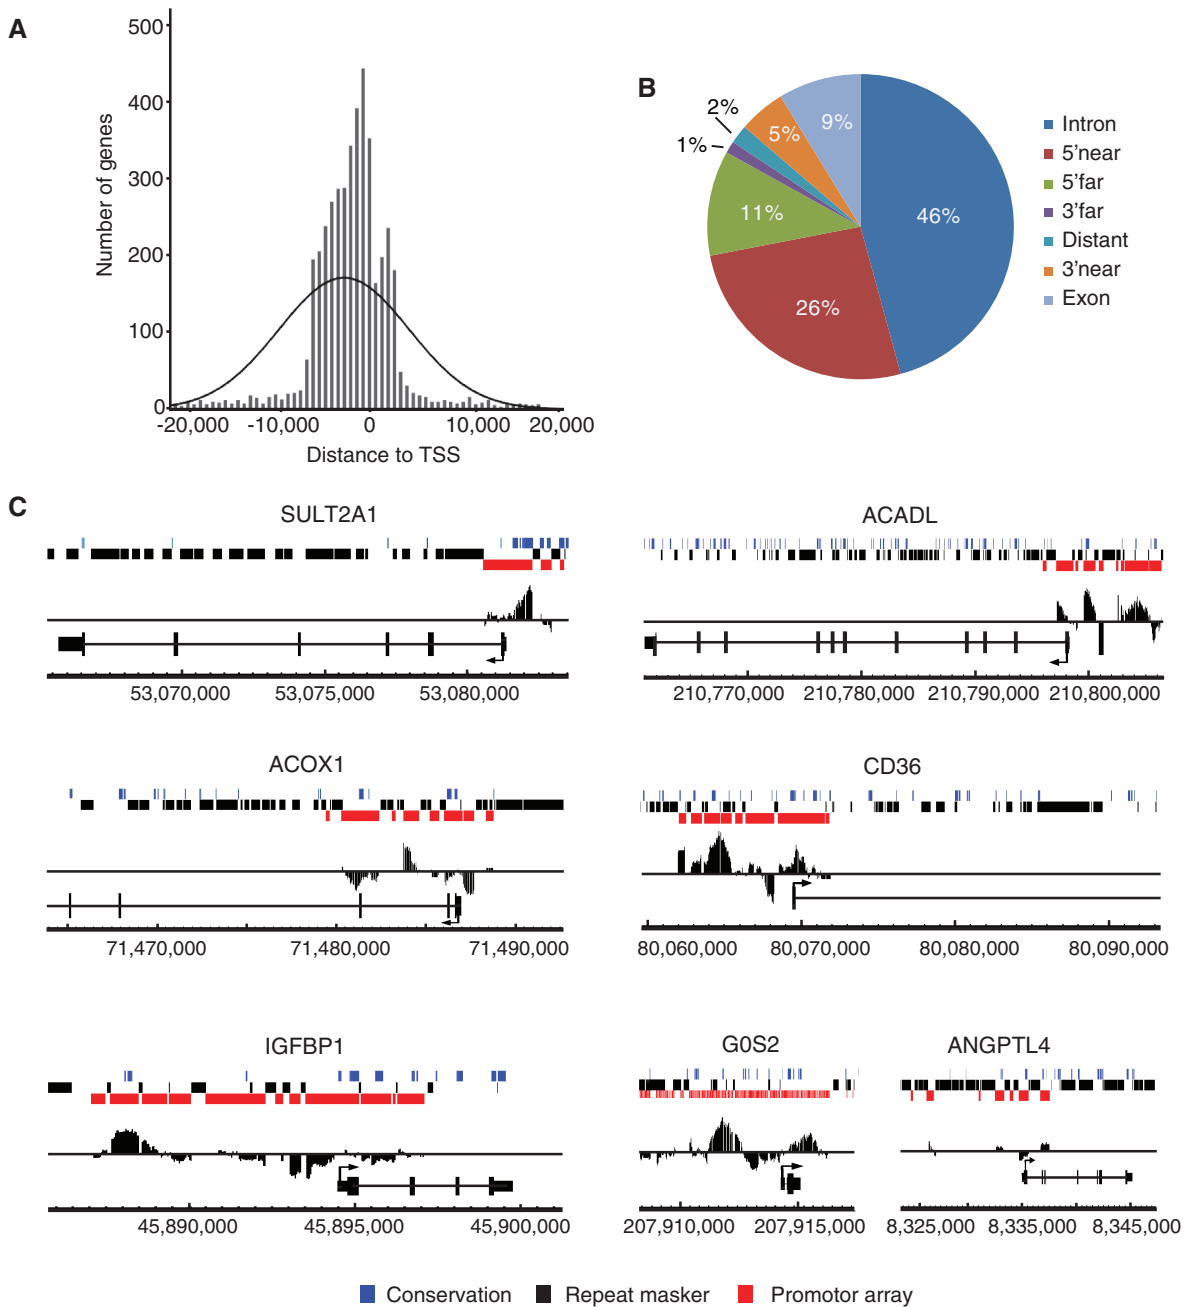 A
500
400
300
200
100
0
Number of genes
-20,000 -10,000 0 10,000 20,000
Distance to TSS
B
46%
26%
11%
1%
2%
5%
9%
Intron
5'near
5'far
3'far
Distant
3'near
Exon
C
SULT2A1
53,070,000 53,075,000 53,080,000
ACADL
210,770,000 210,780,000 210,790,000 210,800,000
ACOX1
71,470,000 71,480,000 71,490,000
CD36
80,060,000 80,070,000 80,080,000 80,090,000
IGFBP1
45,890,000 45,895,000 45,900,000
G0S2
207,910,000 207,915,000
ANGPTL4
8,325,000 8,335,000 8,345,000
Conservation Repeat masker Promotor array